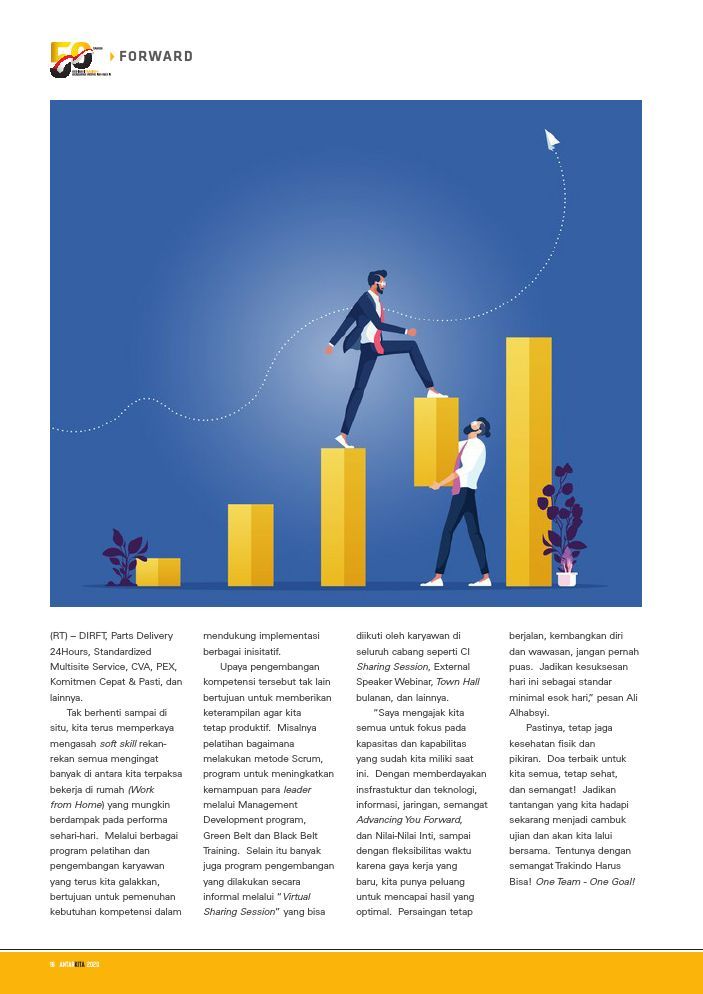 50
TAHUN
FORWARD
(RT) – DIRFT, Parts Delivery
24Hours, Standardized
Multisite Service, CVA, PEX,
Komitmen Cepat & Pasti, dan
lainnya.
Tak berhenti sampai di
situ, kita terus memperkaya
mengasah soft skill rekan-
rekan semua mengingat
banyak di antara kita terpaksa
bekerja di rumah (Work
from Home) yang mungkin
berdampak pada performa
sehari-hari. Melalui berbagai
program pelatihan dan
pengembangan karyawan
yang terus kita galakkan,
bertujuan untuk pemenuhan
kebutuhan kompetensi dalam
mendukung implementasi
berbagai inisitatif.
Upaya pengembangan
kompetensi tersebut tak lain
bertujuan untuk memberikan
keterampilan agar kita
tetap produktif. Misalnya
pelatihan bagaimana
melakukan metode Scrum,
program untuk meningkatkan
kemampuan para leader
melalui Management
Development program,
Green Belt dan Black Belt
Training. Selain itu banyak
juga program pengembangan
yang dilakukan secara
informal melalui “Virtual
Sharing Session” yang bisa
diikuti oleh karyawan di
seluruh cabang seperti CI
Sharing Session, External
Speaker Webinar, Town Hall
bulanan, dan lainnya.
“Saya mengajak kita
semua untuk fokus pada
kapasitas dan kapabilitas
yang sudah kita miliki saat
ini. Dengan memberdayakan
insfrastuktur dan teknologi,
informasi, jaringan, semangat
Advancing You Forward,
dan Nilai-Nilai Inti, sampai
dengan fleksibilitas waktu
karena gaya kerja yang
baru, kita punya peluang
untuk mencapai hasil yang
optimal. Persaingan tetap
berjalan, kembangkan diri
dan wawasan, jangan pernah
puas. Jadikan kesuksesan
hari ini sebagai standar
minimal esok hari,” pesan Ali
Alhabsyi.
Pastinya, tetap jaga
kesehatan fisik dan
pikiran. Doa terbaik untuk
kita semua, tetap sehat,
dan semangat! Jadikan
tantangan yang kita hadapi
sekarang menjadi cambuk
ujian dan akan kita lalui
bersama. Tentunya dengan
semangat Trakindo Harus
Bisa! One Team - One Goal!
16 ANTARKITA 2020